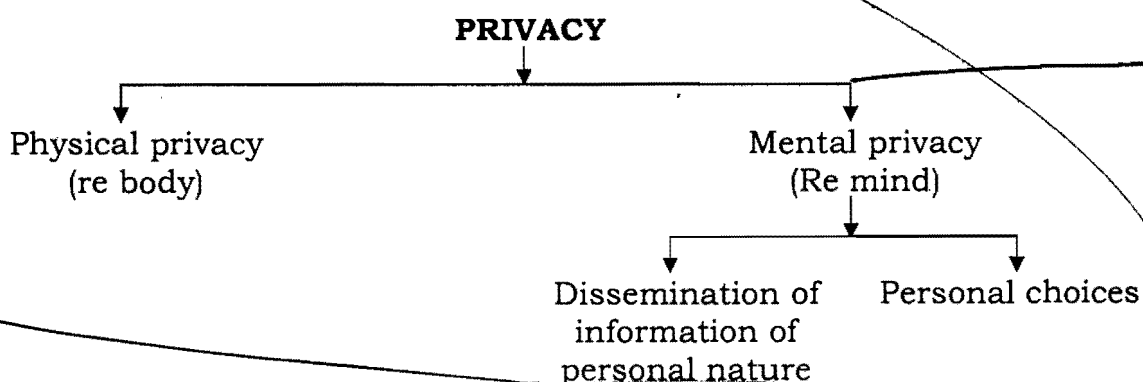 PRIVACY
Physical privacy
(re body)
Mental privacy
(Re mind)
Dissemination of
information of
personal nature
Personal choices